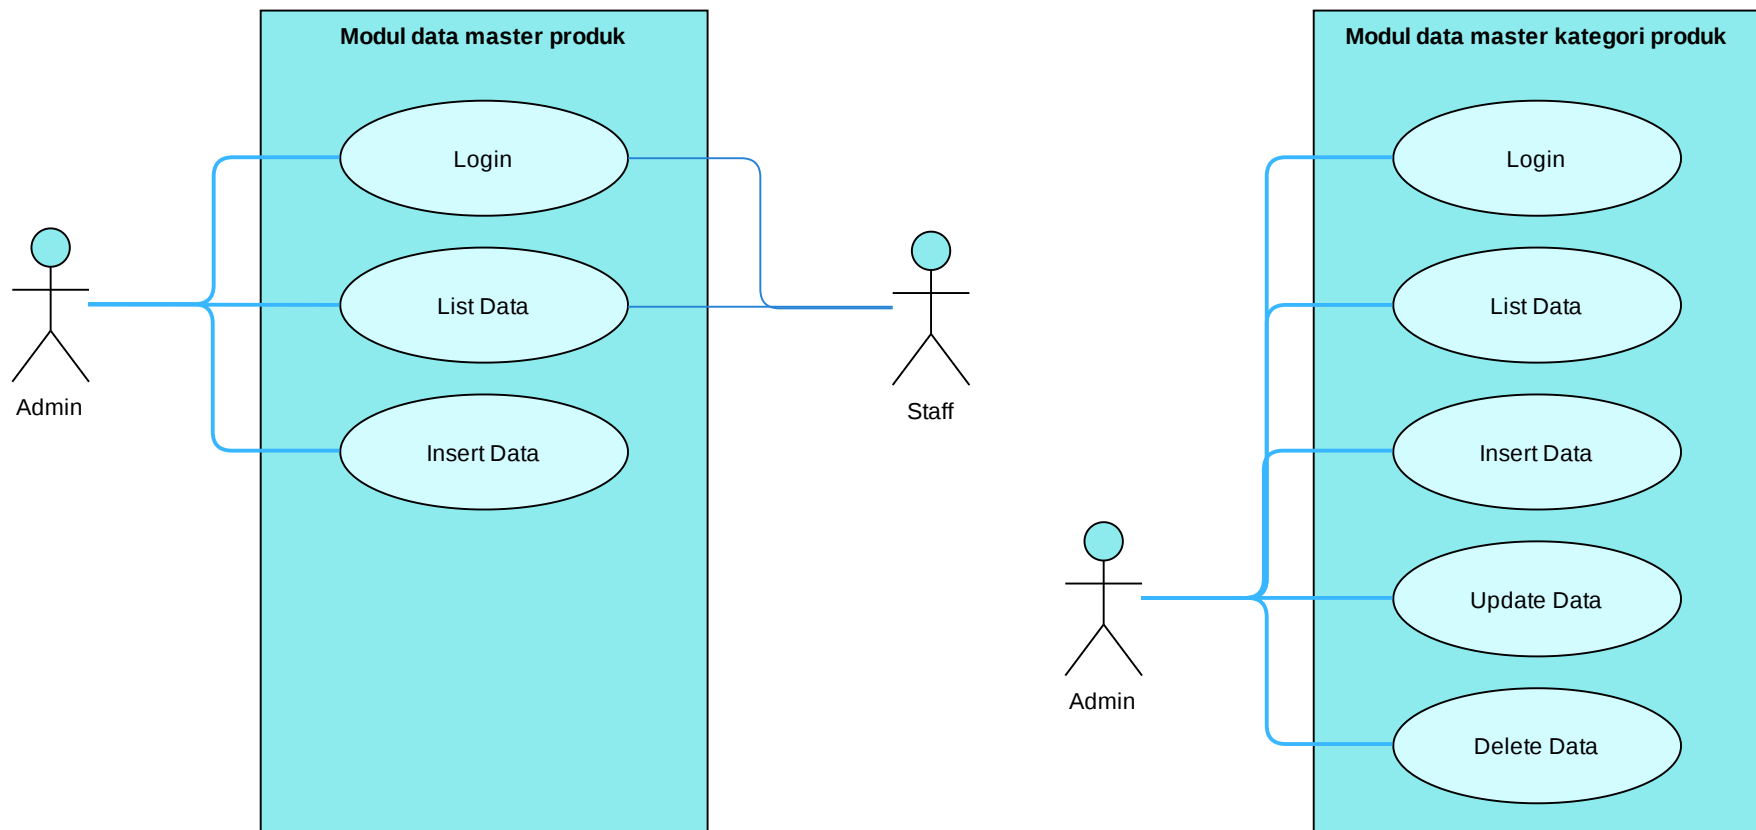 Modul data master produk
Login
List Data
Insert Data
Admin
Staff
Modul data master kategori produk
Login
List Data
Insert Data
Update Data
Delete Data
Admin